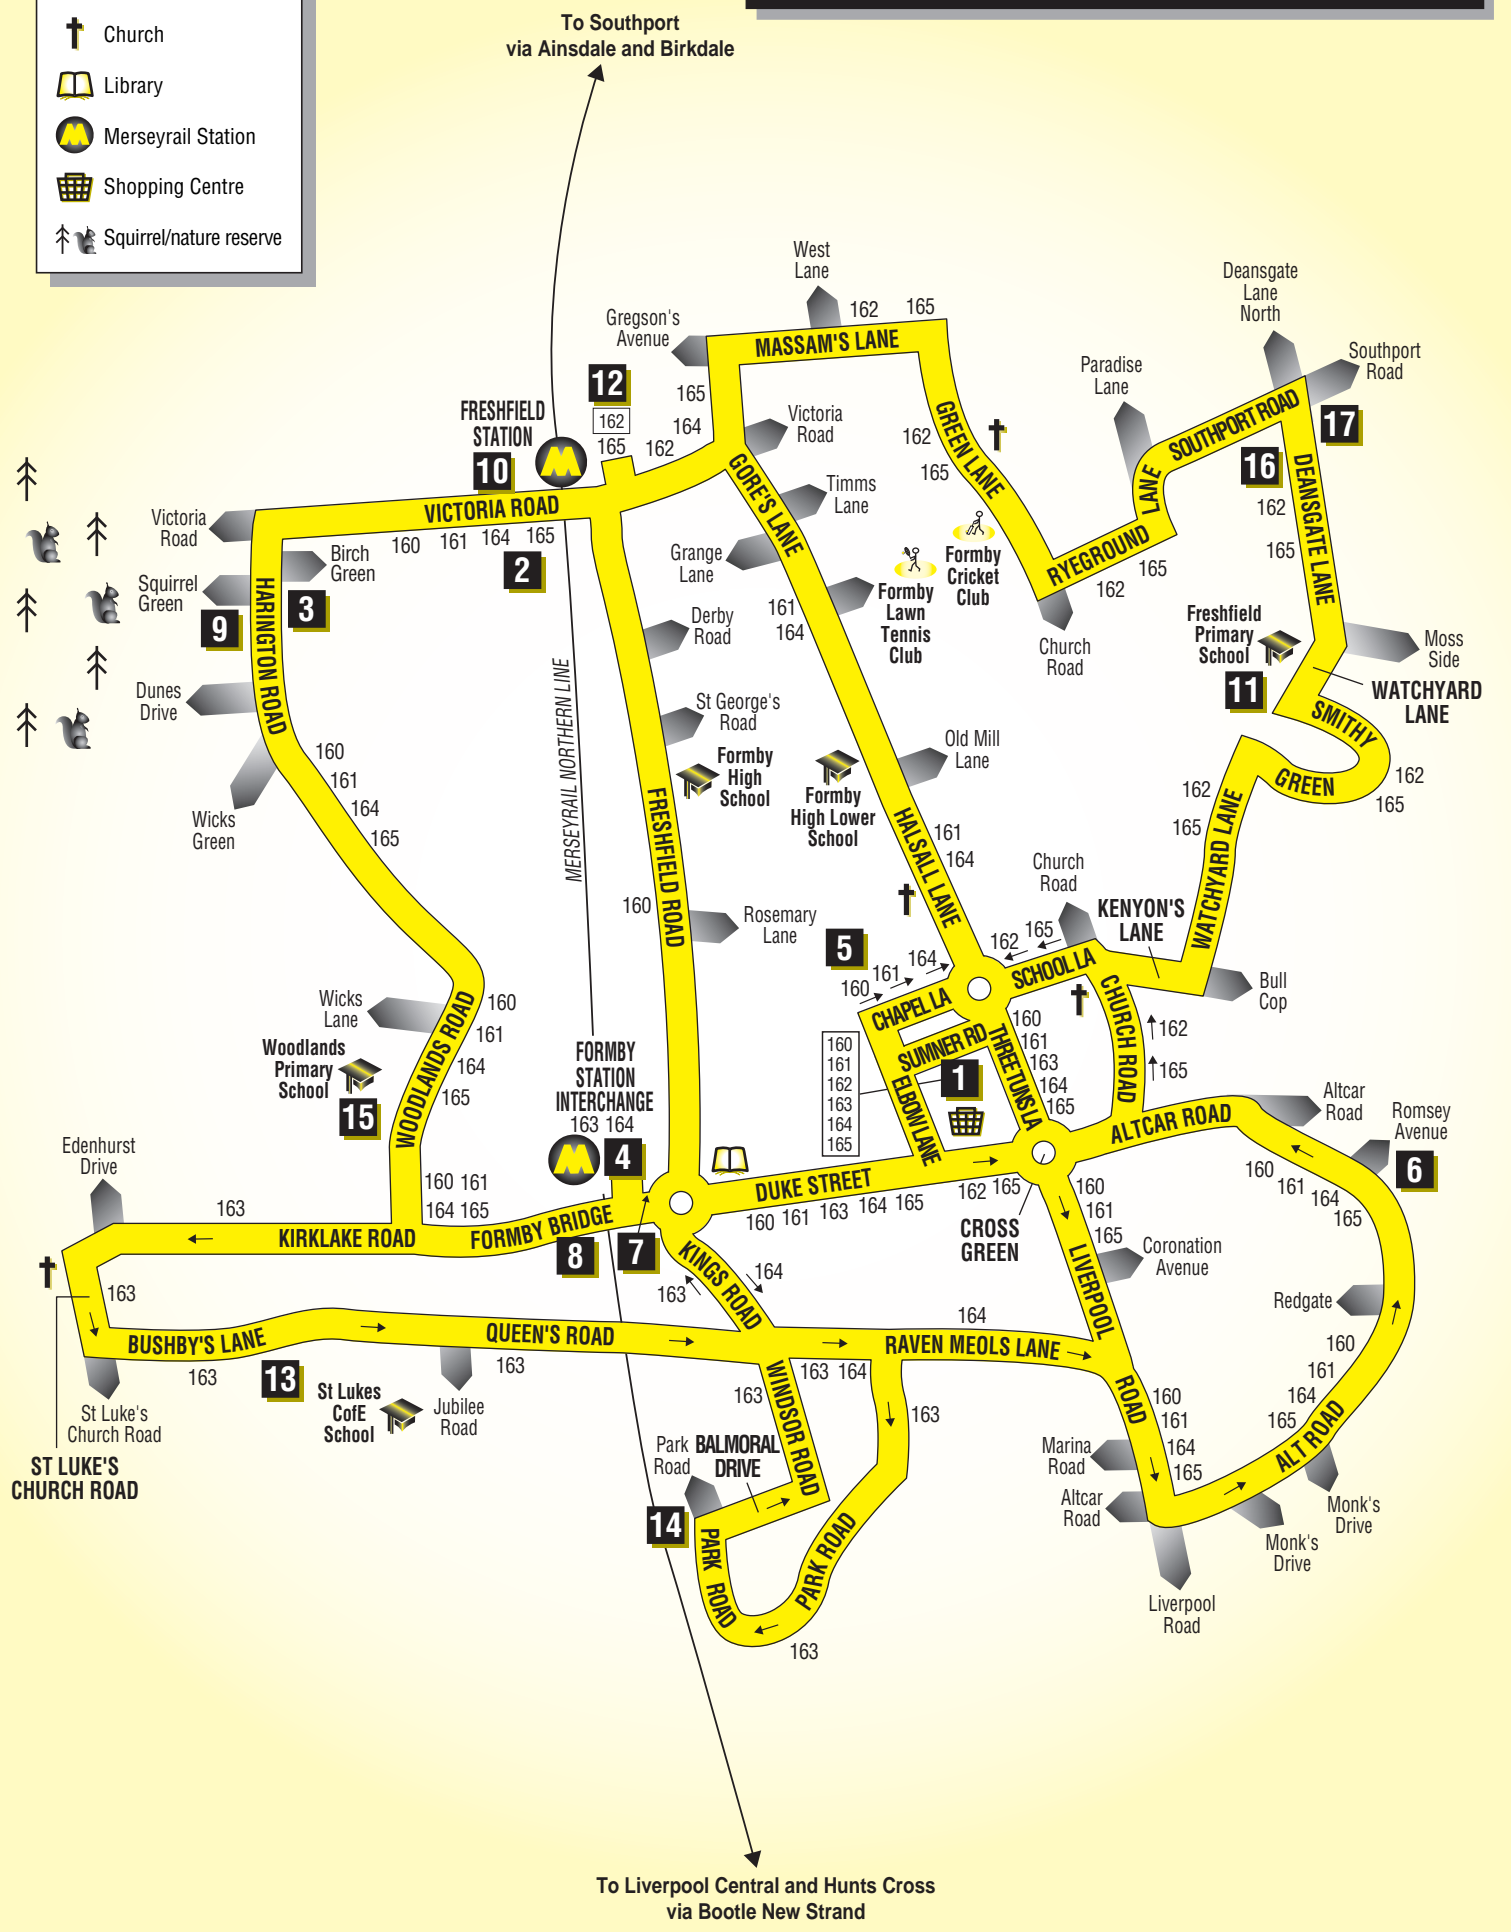 Church
Library
Merseyrail Station
Shopping Centre
Squirrel/nature reserve
To Southport
via Ainsdale and Birkdale
West
Lane
162
165
Gregson's
Avenue
MASSAM'S LANE
Deansgate
Lane
North
Southport
Road
Paradise
Lane
12
162
165
165
164
162
FRESHFIELD
STATION
10
Victoria
Road
GREEN LANE
162
165
SOUTHPORT ROAD
17
16
162
165
DEANSGATE LANE
Victoria
Road
VICTORIA ROAD
160
161
164
165
2
GORE'S LANE
Timms
Lane
Grange
Lane
Formby
Cricket
Club
Formby
Lawn
Tennis
Club
RYEGROUND
LANE
162
165
Church
Road
Birch
Green
Squirrel
Green
3
9
HARINGTON ROAD
Dunes
Drive
Derby
Road
161
164
Freshfield
Primary
School
11
Moss
Side
WATCHYARD
LANE
SMITHY
GREEN
162
165
St George's
Road
Formby
High
School
Formby
High Lower
School
Old Mill
Lane
MERSEYRAIL NORTHERN LINE
160
161
164
165
Wicks
Green
FRESHFIELD ROAD
160
HALSALL LANE
161
164
162
165
WATCHYARD LANE
Church
Road
KENYON'S
LANE
Rosemary
Lane
5
160
161
164
162
165
CHAPEL LA
SCHOOL LA
Bull
Cop
Wicks
Lane
160
161
164
165
WOODLANDS ROAD
Woodlands
Primary
School
15
FORMBY
STATION
INTERCHANGE
163 164
4
160
161
162
163
164
165
SUMNER RD
1
ELBOW LANE
THREE TUNS LA
160
161
163
164
165
CHURCH ROAD
162
165
ALTCAR ROAD
Altcar
Road
Romsey
Avenue
6
160
161
164
165
Edenhurst
Drive
163
KIRKLAKE ROAD
160 161
164 165
FORMBY BRIDGE
8
7
DUKE STREET
160
161
163
164
165
162
165
CROSS
GREEN
160
161
165
LIVERPOOL
Coronation
Avenue
Redgate
163
KINGS ROAD
164
163
BUSHBY'S LANE
163
13
QUEEN'S ROAD
163
RAVEN MEOLS LANE
164
163
164
163
WINDSOR ROAD
163
St Lukes
CofE
School
Jubilee
Road
St Luke's
Church Road
ST LUKE'S
CHURCH ROAD
Park
Road
BALMORAL
DRIVE
14
PARK ROAD
PARK ROAD
163
ROAD
160
161
164
165
Marina
Road
Altcar
Road
Liverpool
Road
160
161
164
165
ALT ROAD
Monk's
Drive
Monk's
Drive
To Liverpool Central and Hunts Cross
via Bootle New Strand